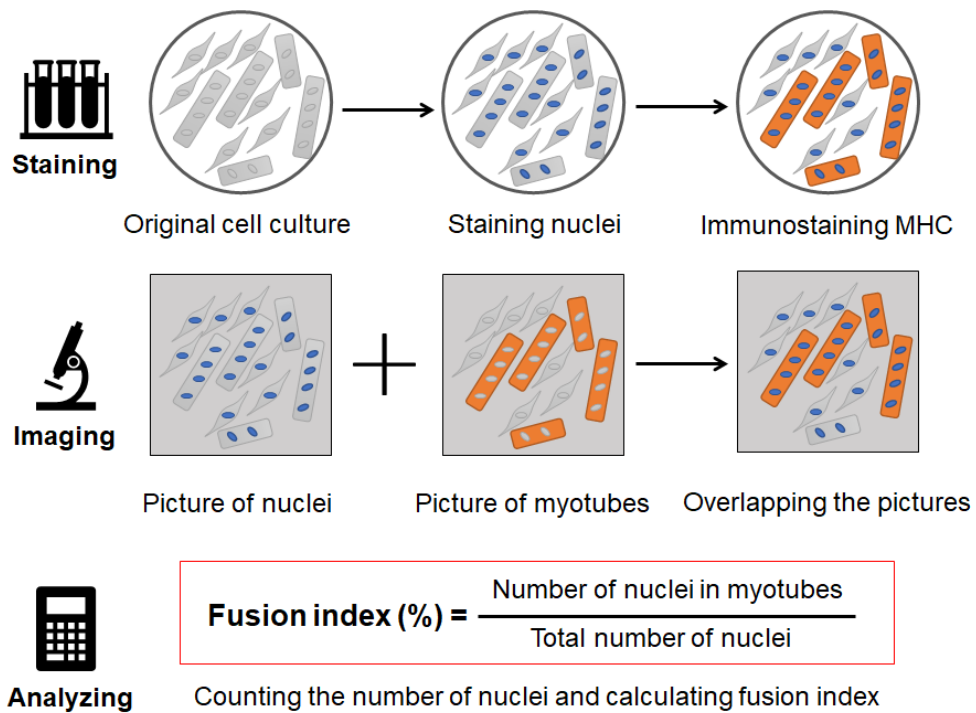 Staining
Original cell culture
Staining nuclei
Immunostaining MHC
Imaging
Picture of nuclei
Picture of myotubes
Overlapping the pictures
Analyzing
Fusion index (%) =
Number of nuclei in myotubes
Total number of nuclei
Counting the number of nuclei and calculating fusion index